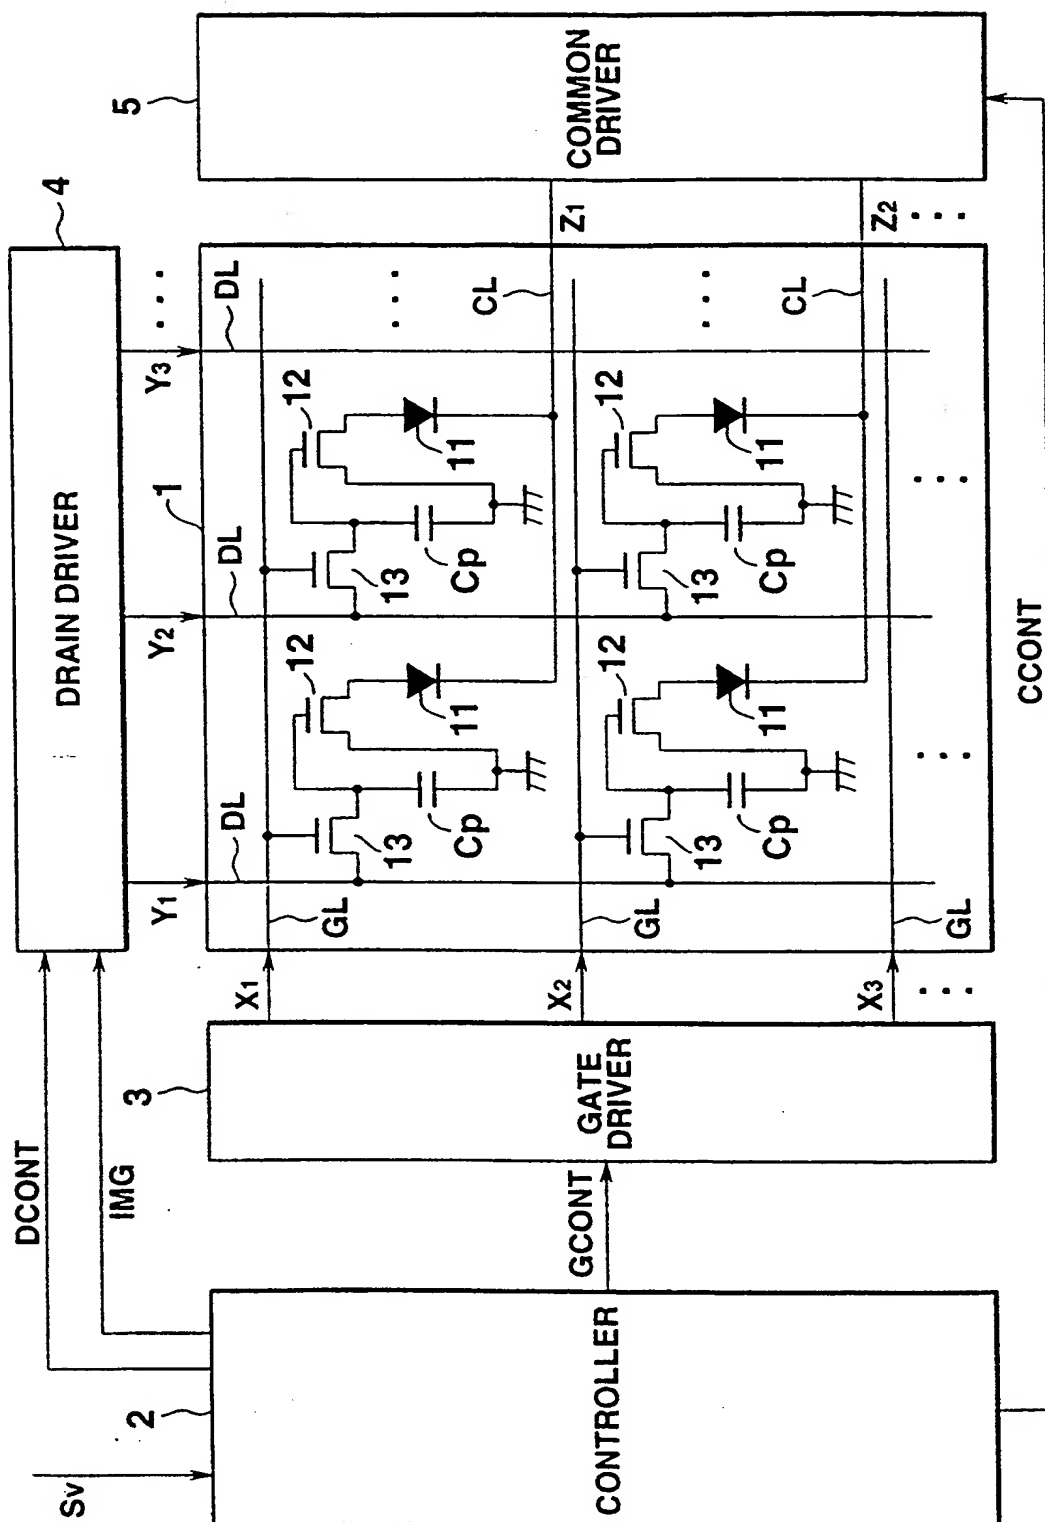 5
COMMON
DRIVER
4
DRAIN DRIVER
Z1
Z2
. . .
Y3
. . .
DL
CL
CL
. . .
. . .
12
12
11
11
1
DL
Y2
13
Cp
13
Cp
. . .
12
12
11
11
DL
Y1
13
Cp
13
Cp
. . .
GL
GL
GL
X1
X2
X3
. . .
3
GATE
DRIVER
DCONT
IMG
GCONT
CCONT
2
CONTROLLER
Sv